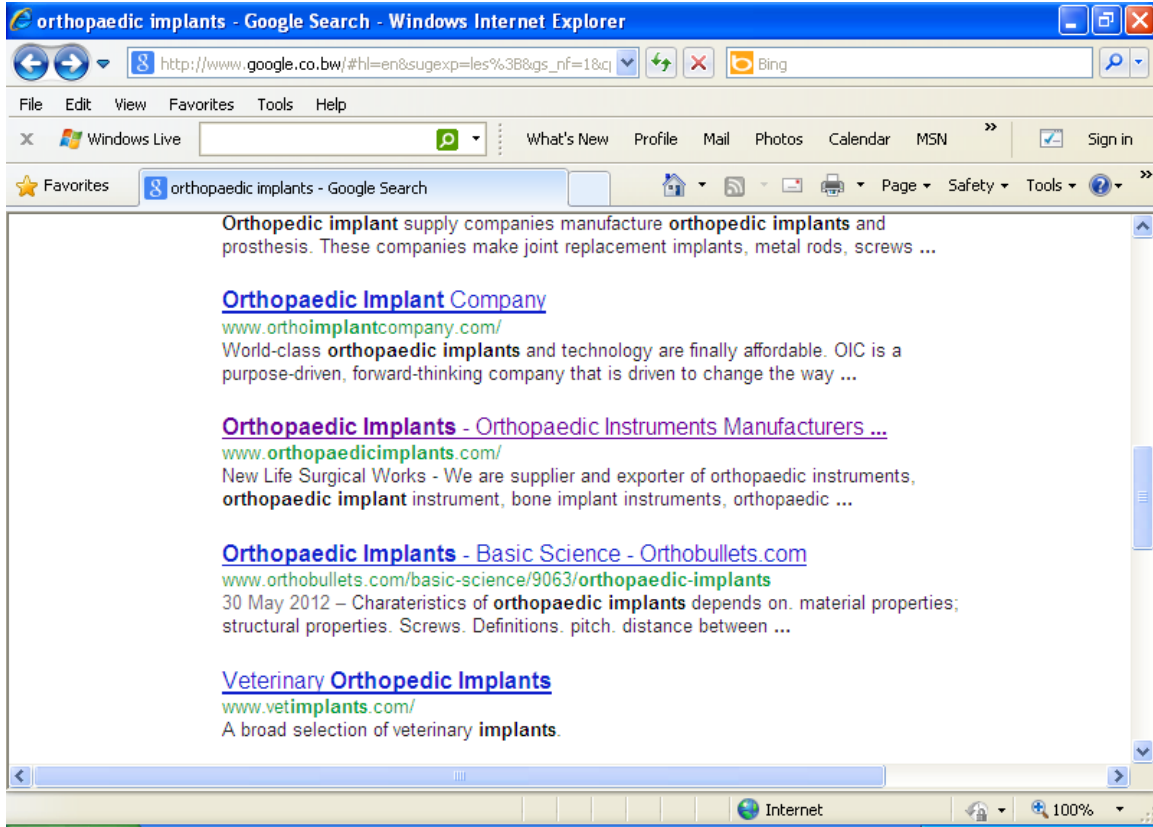 orthopaedic implants - Google Search - Windows Internet Explorer
http://www.google.co.bw/#hl=en&sugexp=les%3B&gs_nf=1&c
Bing
File Edit View Favorites Tools Help
x Windows Live What's New Profile Mail Photos Calendar MSN » Sign in
Favorites orthopaedic implants - Google Search Page Safety Tools »
Orthopedic implant supply companies manufacture orthopedic implants and
prosthesis. These companies make joint replacement implants, metal rods, screws ...
Orthopaedic Implant Company
www.orthoimplantcompany.com/
World-class orthopaedic implants and technology are finally affordable. OIC is a
purpose-driven, forward-thinking company that is driven to change the way ...
Orthopaedic Implants - Orthopaedic Instruments Manufacturers ...
www.orthopaedicimplants.com/
New Life Surgical Works - We are supplier and exporter of orthopaedic instruments,
orthopaedic implant instrument, bone implant instruments, orthopaedic ...
Orthopaedic Implants - Basic Science - Orthobullets.com
www.orthobullets.com/basic-science/9063/orthopaedic-implants
30 May 2012 – Charateristics of orthopaedic implants depends on. material properties;
structural properties. Screws. Definitions. pitch. distance between ...
Veterinary Orthopedic Implants
www.vetimplants.com/
A broad selection of veterinary implants.
Internet 100%